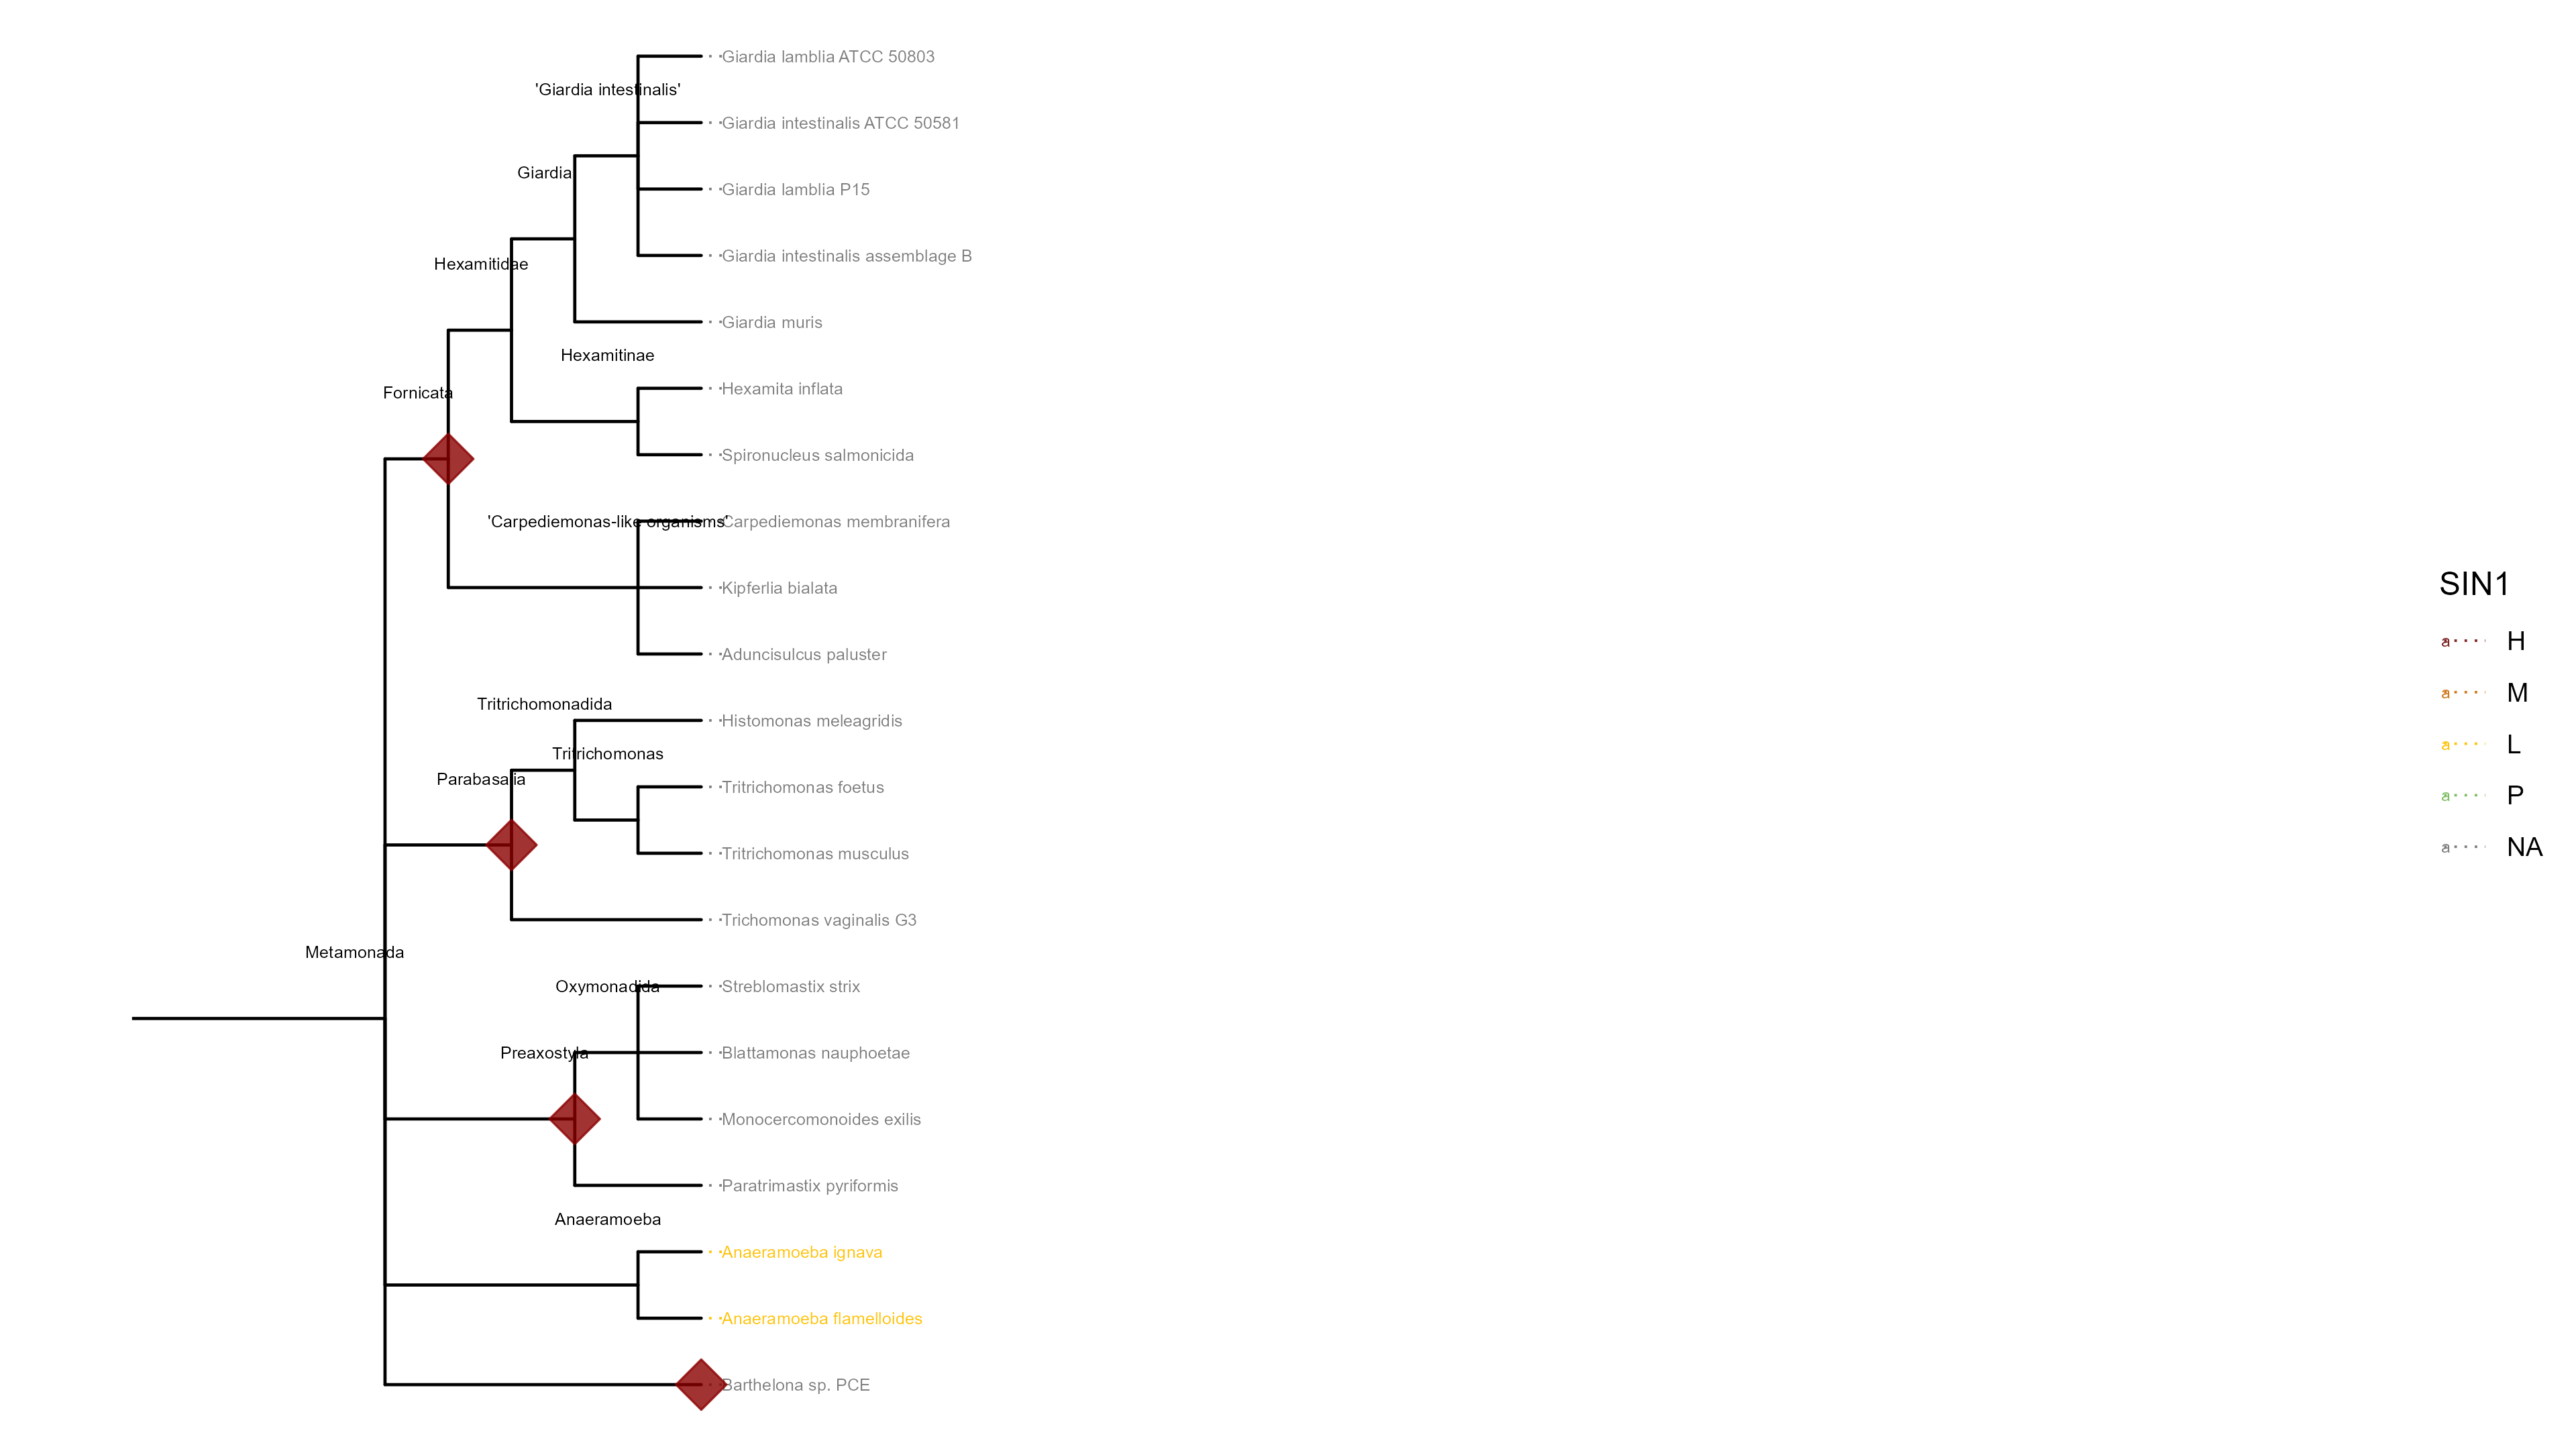 Giardia lamblia ATCC 50803
'Giardia intestinalis'
Giardia intestinalis ATCC 50581
Giardia
Giardia lamblia P15
Hexamitidae
Giardia intestinalis assemblage B
Giardia muris
Hexamitinae
Fornicata
Hexamita inflata
Spironucleus salmonicida
'Carpediemonas-like organisms'
Carpediemonas membranifera
Kipferlia bialata
Aduncisulcus paluster
Tritrichomonadida
Histomonas meleagridis
Tritrichomonas
Parabasalia
Tritrichomonas foetus
Tritrichomonas musculus
Trichomonas vaginalis G3
Metamonada
Oxymonadida
Streblomastix strix
Preaxostyla
Blattamonas nauphoetae
Monocercomonoides exilis
Paratrimastix pyriformis
Anaeramoeba
Anaeramoeba ignava
Anaeramoeba flamelloides
Barthelona sp. PCE
SIN1
a H
a M
a L
a P
a NA